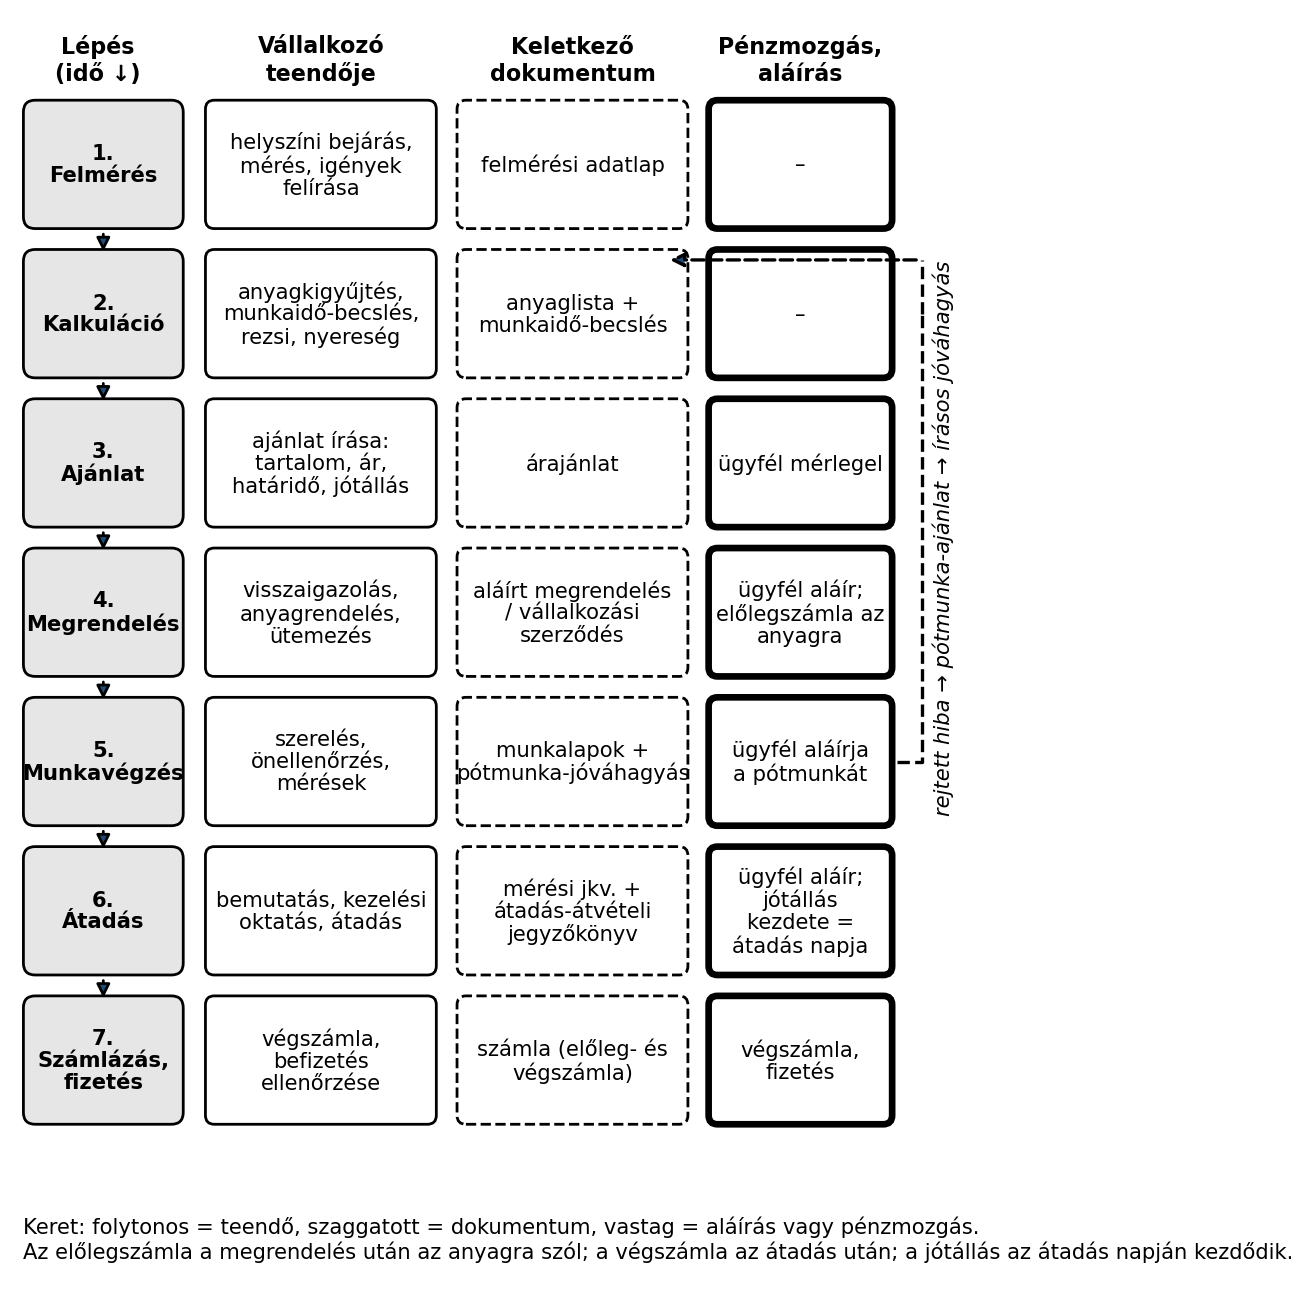 Lépés
(idő ↓)
Vállalkozó
teendője
Keletkező
dokumentum
Pénzmozgás,
aláírás
1.
Felmérés
helyszíni bejárás,
mérés, igények
felírása
felmérési adatlap
–
2.
Kalkuláció
anyagkigyűjtés,
munkaidő-becslés,
rezsi, nyereség
anyaglista +
munkaidő-becslés
–
3.
Ajánlat
ajánlat írása:
tartalom, ár,
határidő, jótállás
árajánlat
ügyfél mérlegel
4.
Megrendelés
visszaigazolás,
anyagrendelés,
ütemezés
aláírt megrendelés
/ vállalkozási
szerződés
ügyfél aláír;
előlegszámla az
anyagra
5.
Munkavégzés
szerelés,
önellenőrzés,
mérések
munkalapok +
pótmunka-jóváhagyás
ügyfél aláírja
a pótmunkát
rejtett hiba → pótmunka-ajánlat → írásos jóváhagyás
6.
Átadás
bemutatás, kezelési
oktatás, átadás
mérési jkv. +
átadás-átvételi
jegyzőkönyv
ügyfél aláír;
jótállás
kezdete =
átadás napja
7.
Számlázás,
fizetés
végszámla,
befizetés
ellenőrzése
számla (előleg- és
végszámla)
végszámla,
fizetés
Keret: folytonos = teendő, szaggatott = dokumentum, vastag = aláírás vagy pénzmozgás.
Az előlegszámla a megrendelés után az anyagra szól; a végszámla az átadás után; a jótállás az átadás napján kezdődik.